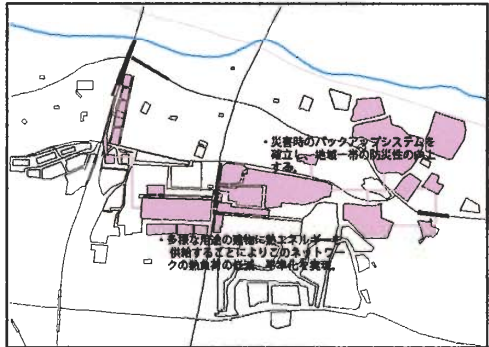 ・災害時のバックアップシステムを
確立し、地域一帯の防災性の向上
する。
・多様な用途の建物に熱エネルギーを
供給することによりこのネットワー
クの熱負荷の低減、平準化を実現。